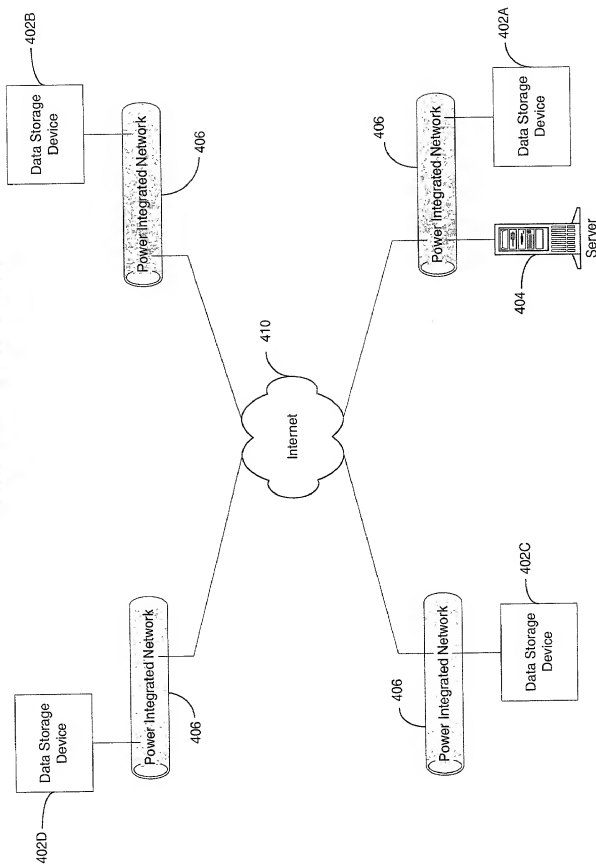 402B
Data Storage
Device
Power Integrated Network
406
402A
Data Storage
Device
406
Power Integrated Network
404
Server
410
Internet
402D
Data Storage
Device
Power Integrated Network
406
402C
Data Storage
Device
406
Power Integrated Network